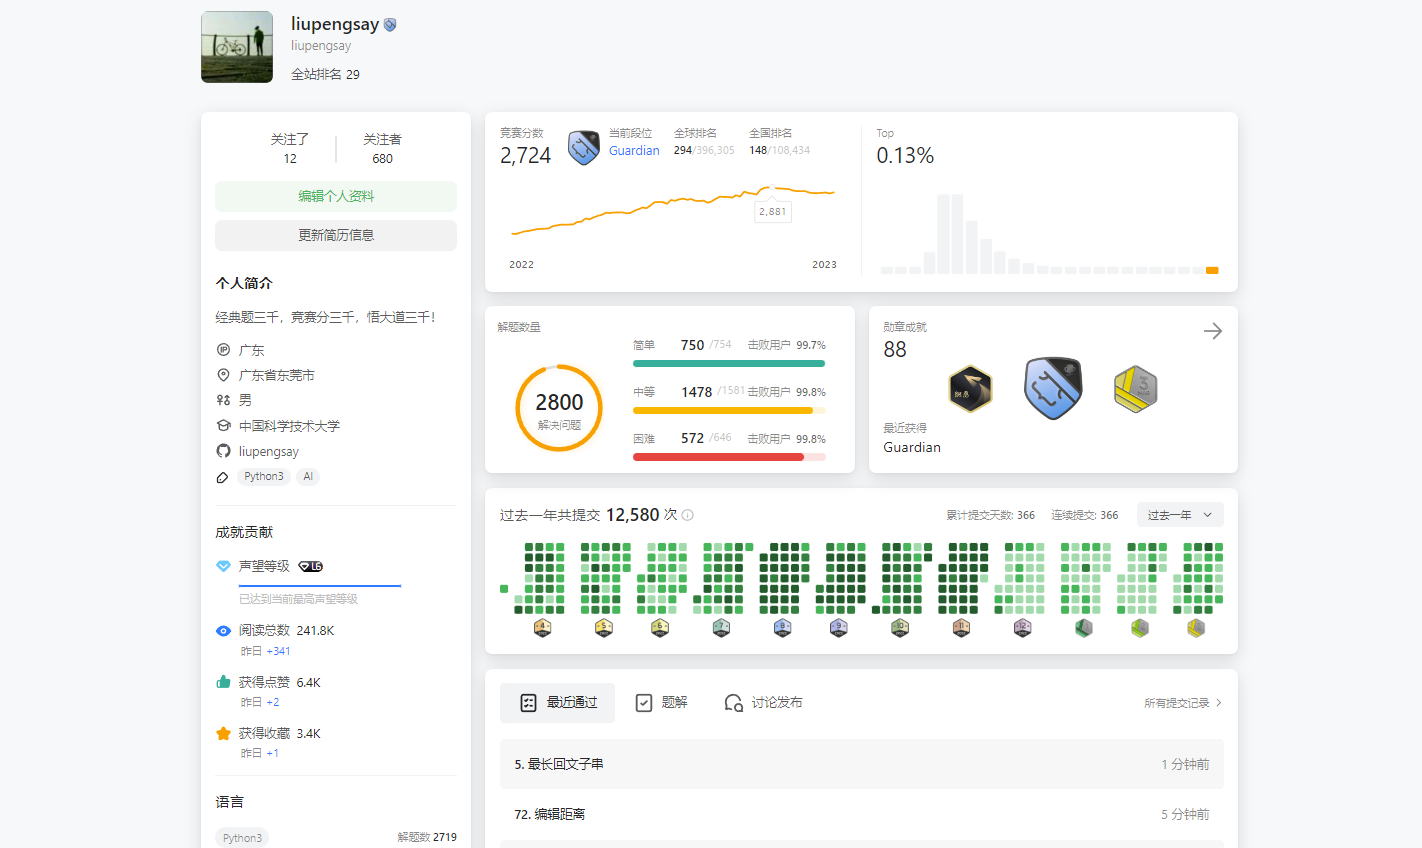 liupengsay
liupengsay
全站排名 29
关注了
12
关注者
680
编辑个人资料
更新简历信息
个人简介
经典题三千，竞赛分三千，悟大道三千！
广东
广东省东莞市
男
中国科学技术大学
liupengsay
Python3 AI
成就贡献
声望等级 L6
已达到当前最高声望等级
阅读总数 241.8K
昨日 +341
获得点赞 6.4K
昨日 +2
获得收藏 3.4K
昨日 +1
语言
Python3 解题数 2719
竞赛分数
2,724
当前段位
Guardian
全球排名
294/396,305
全国排名
148/108,434
2,881
2022 2023
Top
0.13%
解题数量
2800
解决问题
简单 750 /754 击败用户 99.7%
中等 1478 /1581 击败用户 99.8%
困难 572 /646 击败用户 99.8%
勋章成就
88
最近获得
Guardian
3
过去一年共提交 12,580 次
累计提交天数: 366 连续提交: 366 过去一年
4 5 6 7 8 9 10 11 12
最近通过 题解 讨论发布 所有提交记录
5. 最长回文子串 1 分钟前
72. 编辑距离 5 分钟前